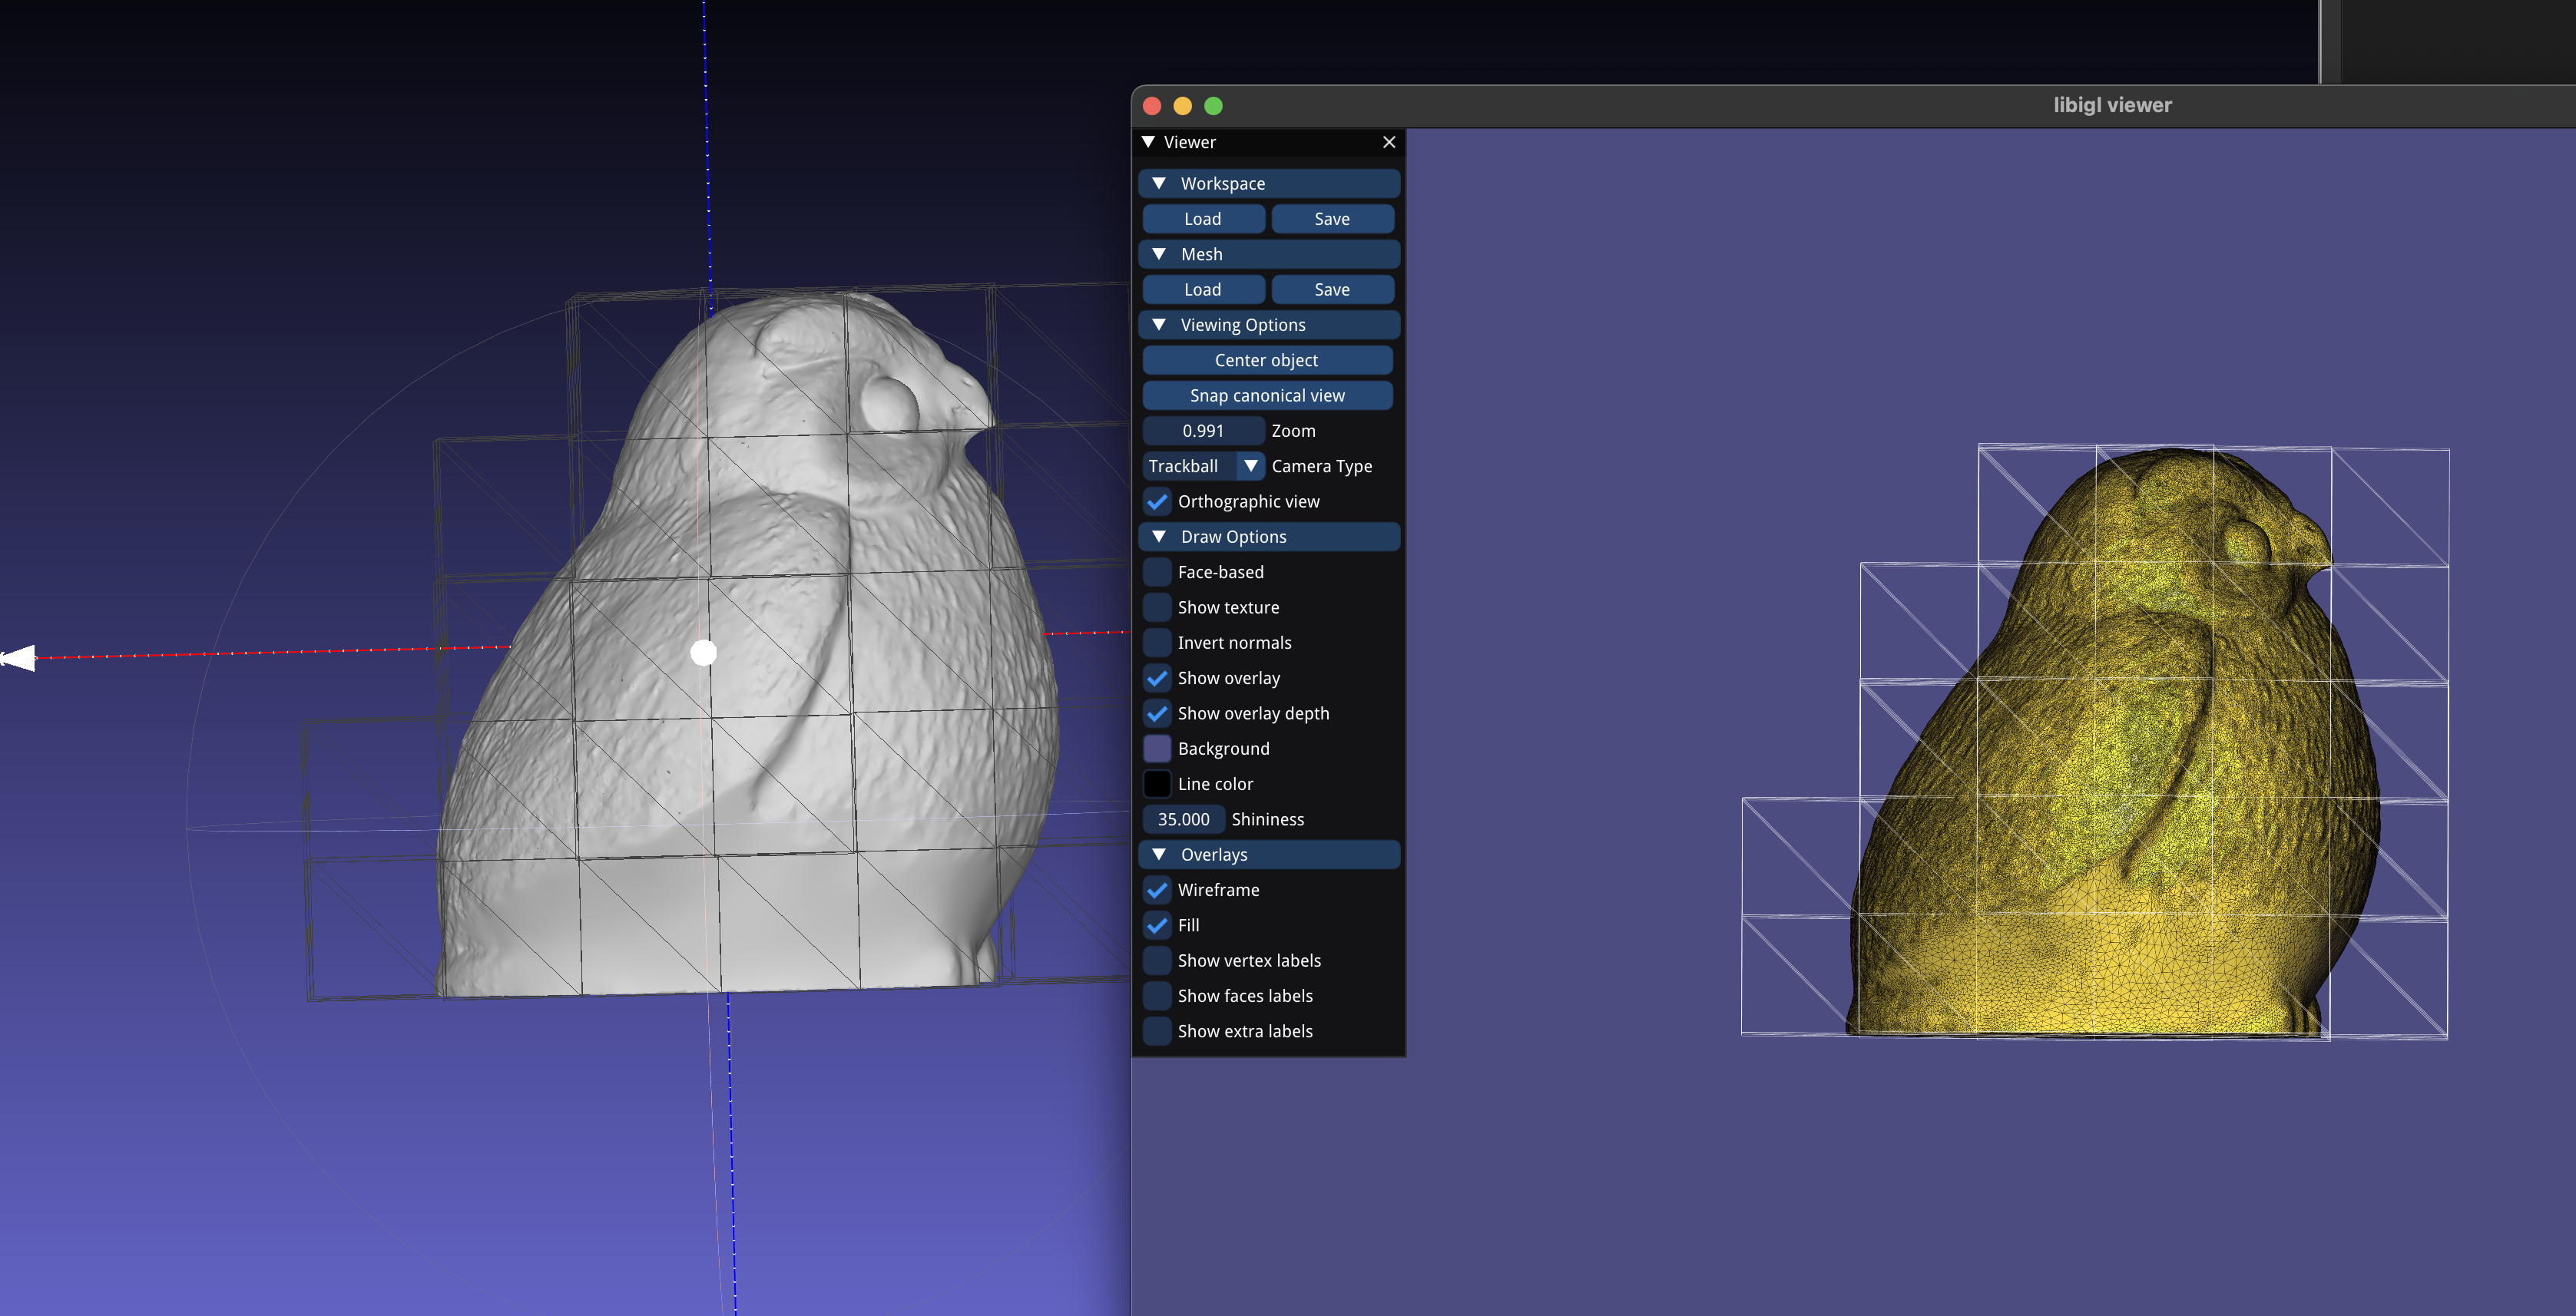 libigl viewer
Viewer
Workspace
Load Save
Mesh
Load Save
Viewing Options
Center object
Snap canonical view
0.991 Zoom
Trackball Camera Type
Orthographic view
Draw Options
Face-based
Show texture
Invert normals
Show overlay
Show overlay depth
Background
Line color
35.000 Shininess
Overlays
Wireframe
Fill
Show vertex labels
Show faces labels
Show extra labels